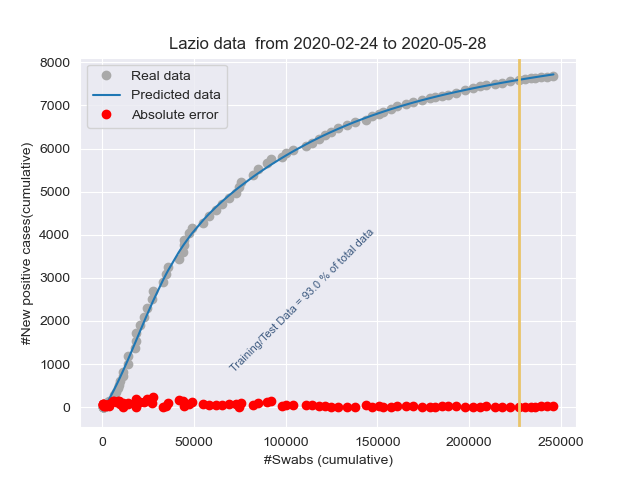 Lazio data  from 2020-02-24 to 2020-05-28
Real data
Predicted data
Absolute error
#New positive cases(cumulative)
8000
7000
6000
5000
4000
3000
2000
1000
0
Training/Test Data = 93.0 % of total data
0
50000
100000
150000
200000
250000
#Swabs (cumulative)